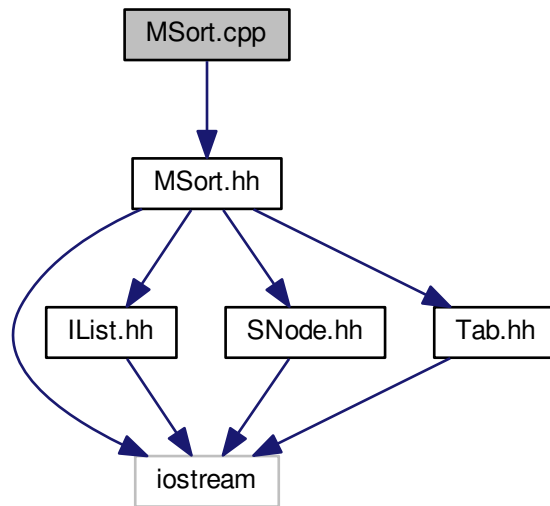 MSort.cpp
MSort.hh
IList.hh
SNode.hh
Tab.hh
iostream